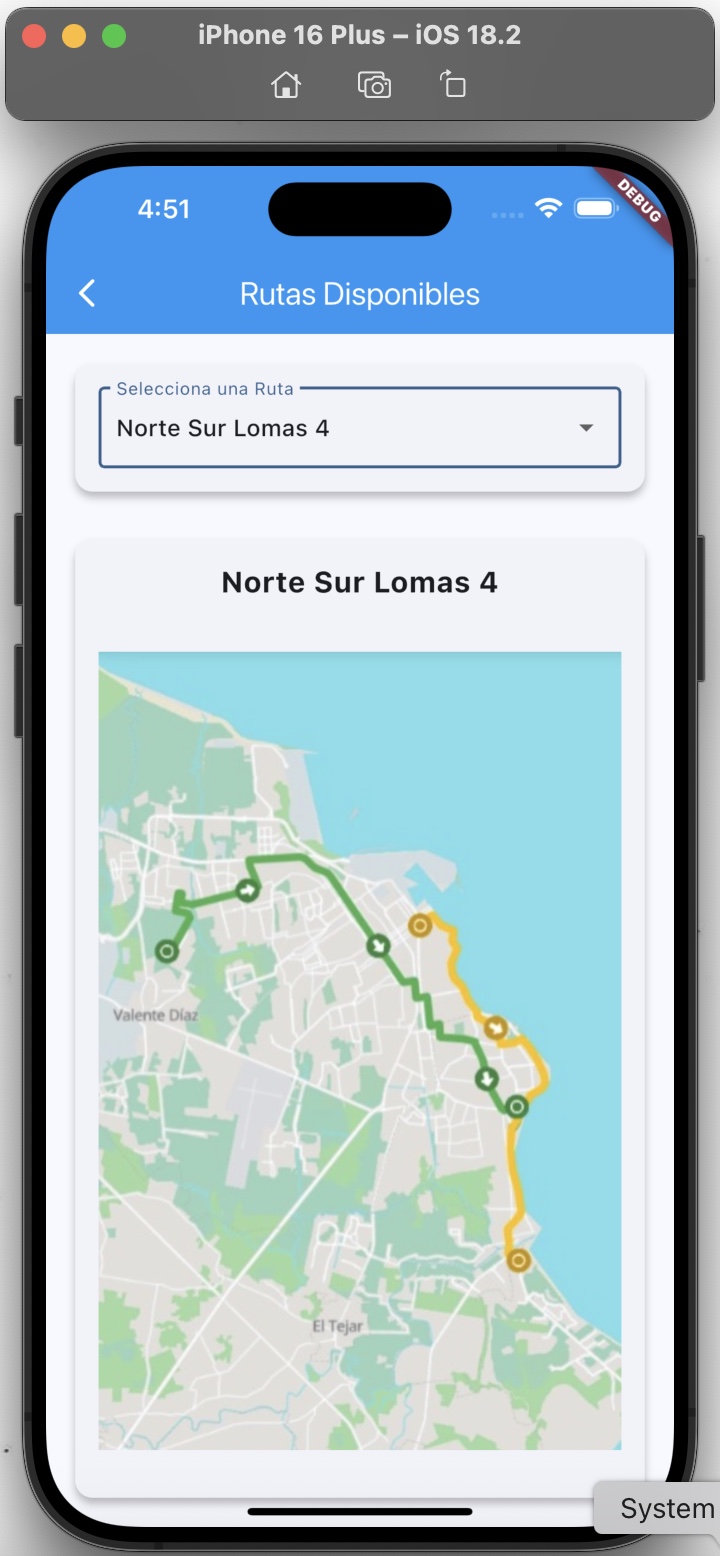 iPhone 16 Plus – iOS 18.2
4:51
DEBUG
Rutas Disponibles
Selecciona una Ruta
Norte Sur Lomas 4
Norte Sur Lomas 4
Valente Díaz
El Tejar
System